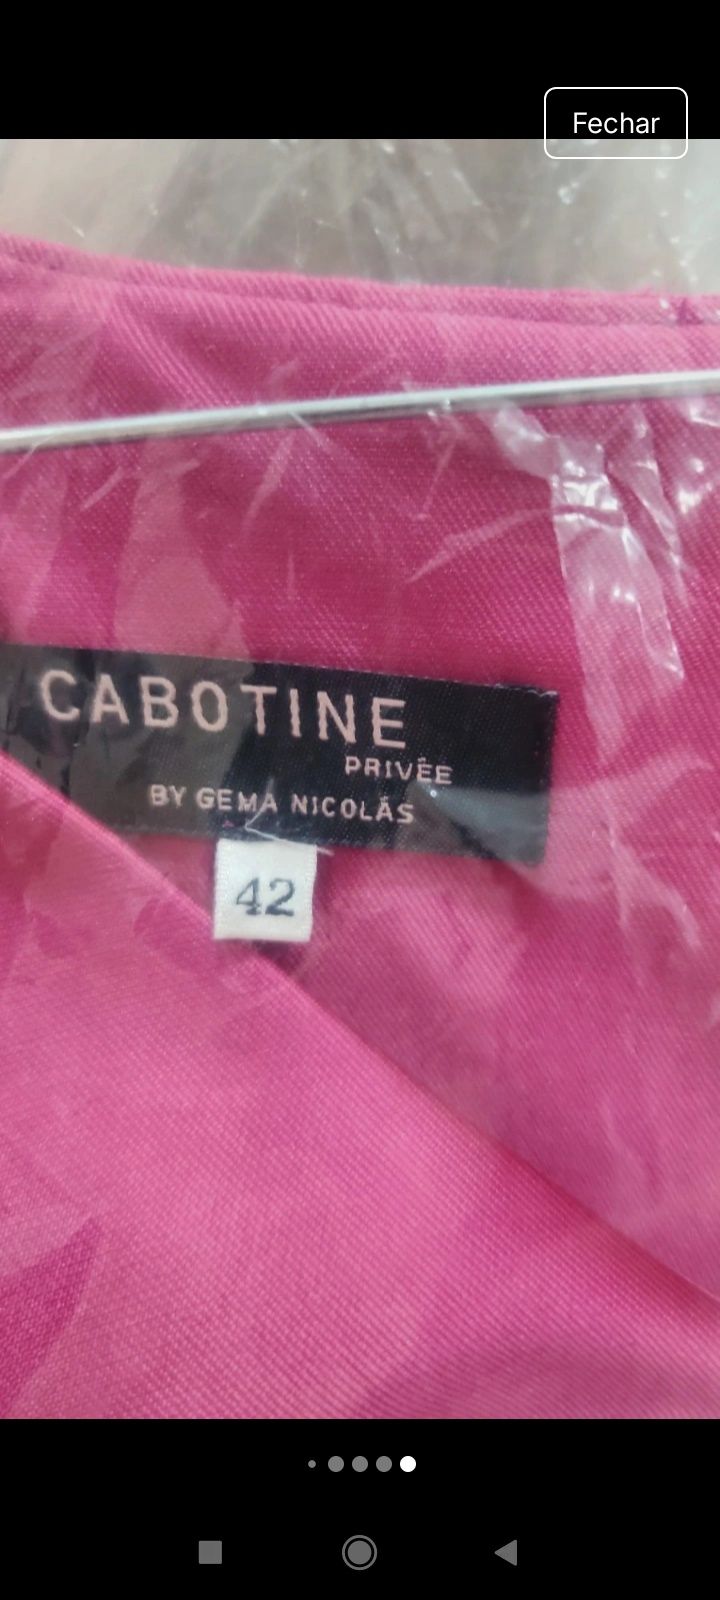 Fechar
CABOTINE
PRIVÉE
BY GEMA NICOLÁS
42